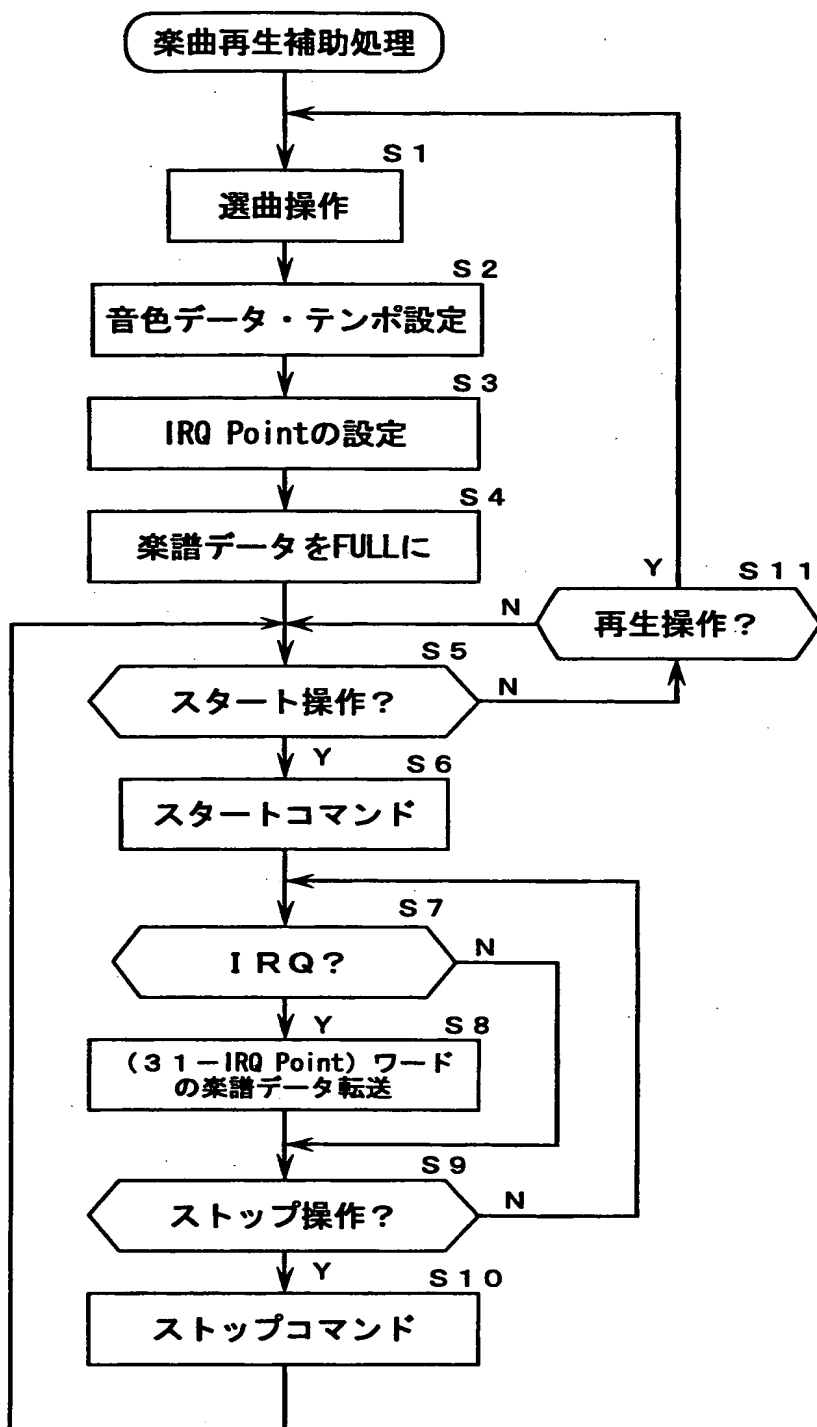 楽曲再生補助処理
S1
選曲操作
S2
音色データ・テンポ設定
S3
IRQ Pointの設定
S4
楽譜データをFULLに
Y
S11
N
再生操作?
S5
スタート操作?
N
Y
S6
スタートコマンド
S7
IRQ?
N
Y
S8
(31-IRQ Point)ワード
の楽譜データ転送
S9
ストップ操作?
N
Y
S10
ストップコマンド